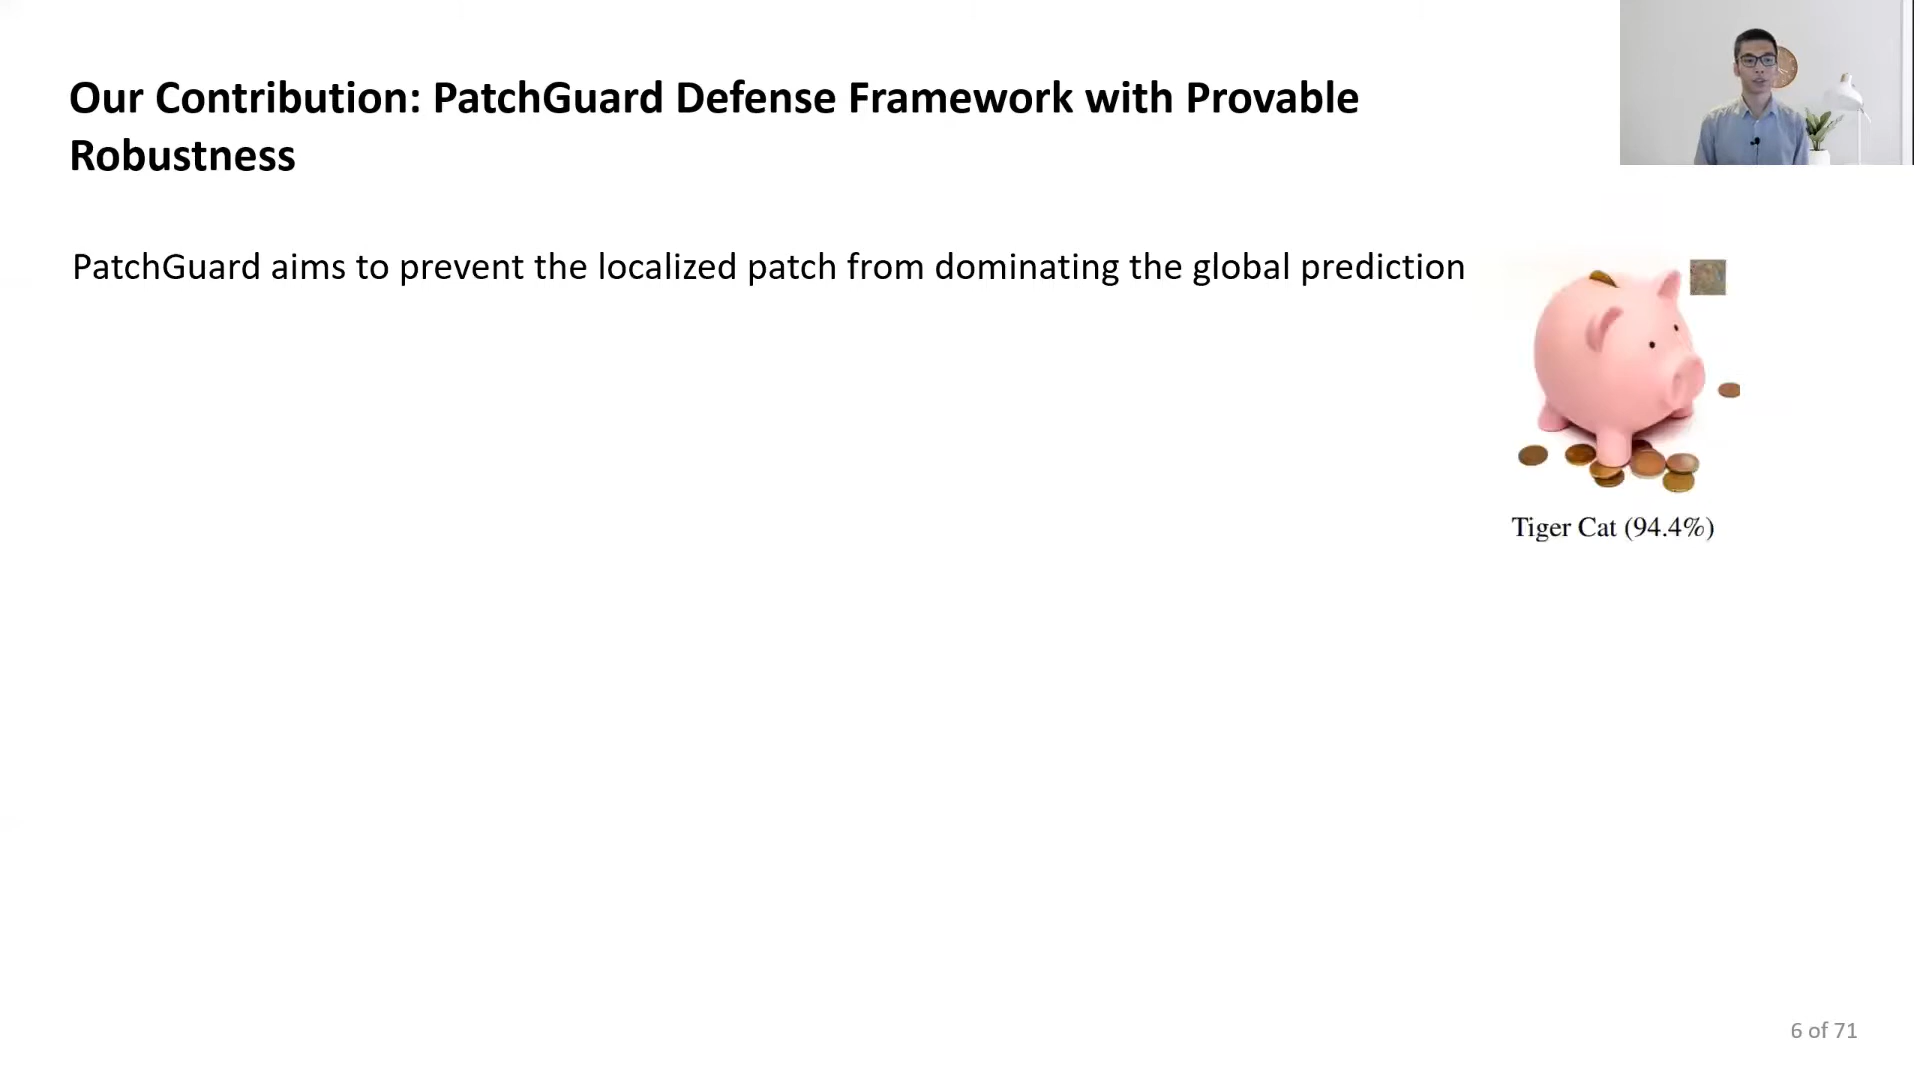 Our Contribution: PatchGuard Defense Framework with Provable
Robustness
PatchGuard aims to prevent the localized patch from dominating the global prediction
Tiger Cat (94.4%)
6 of 71